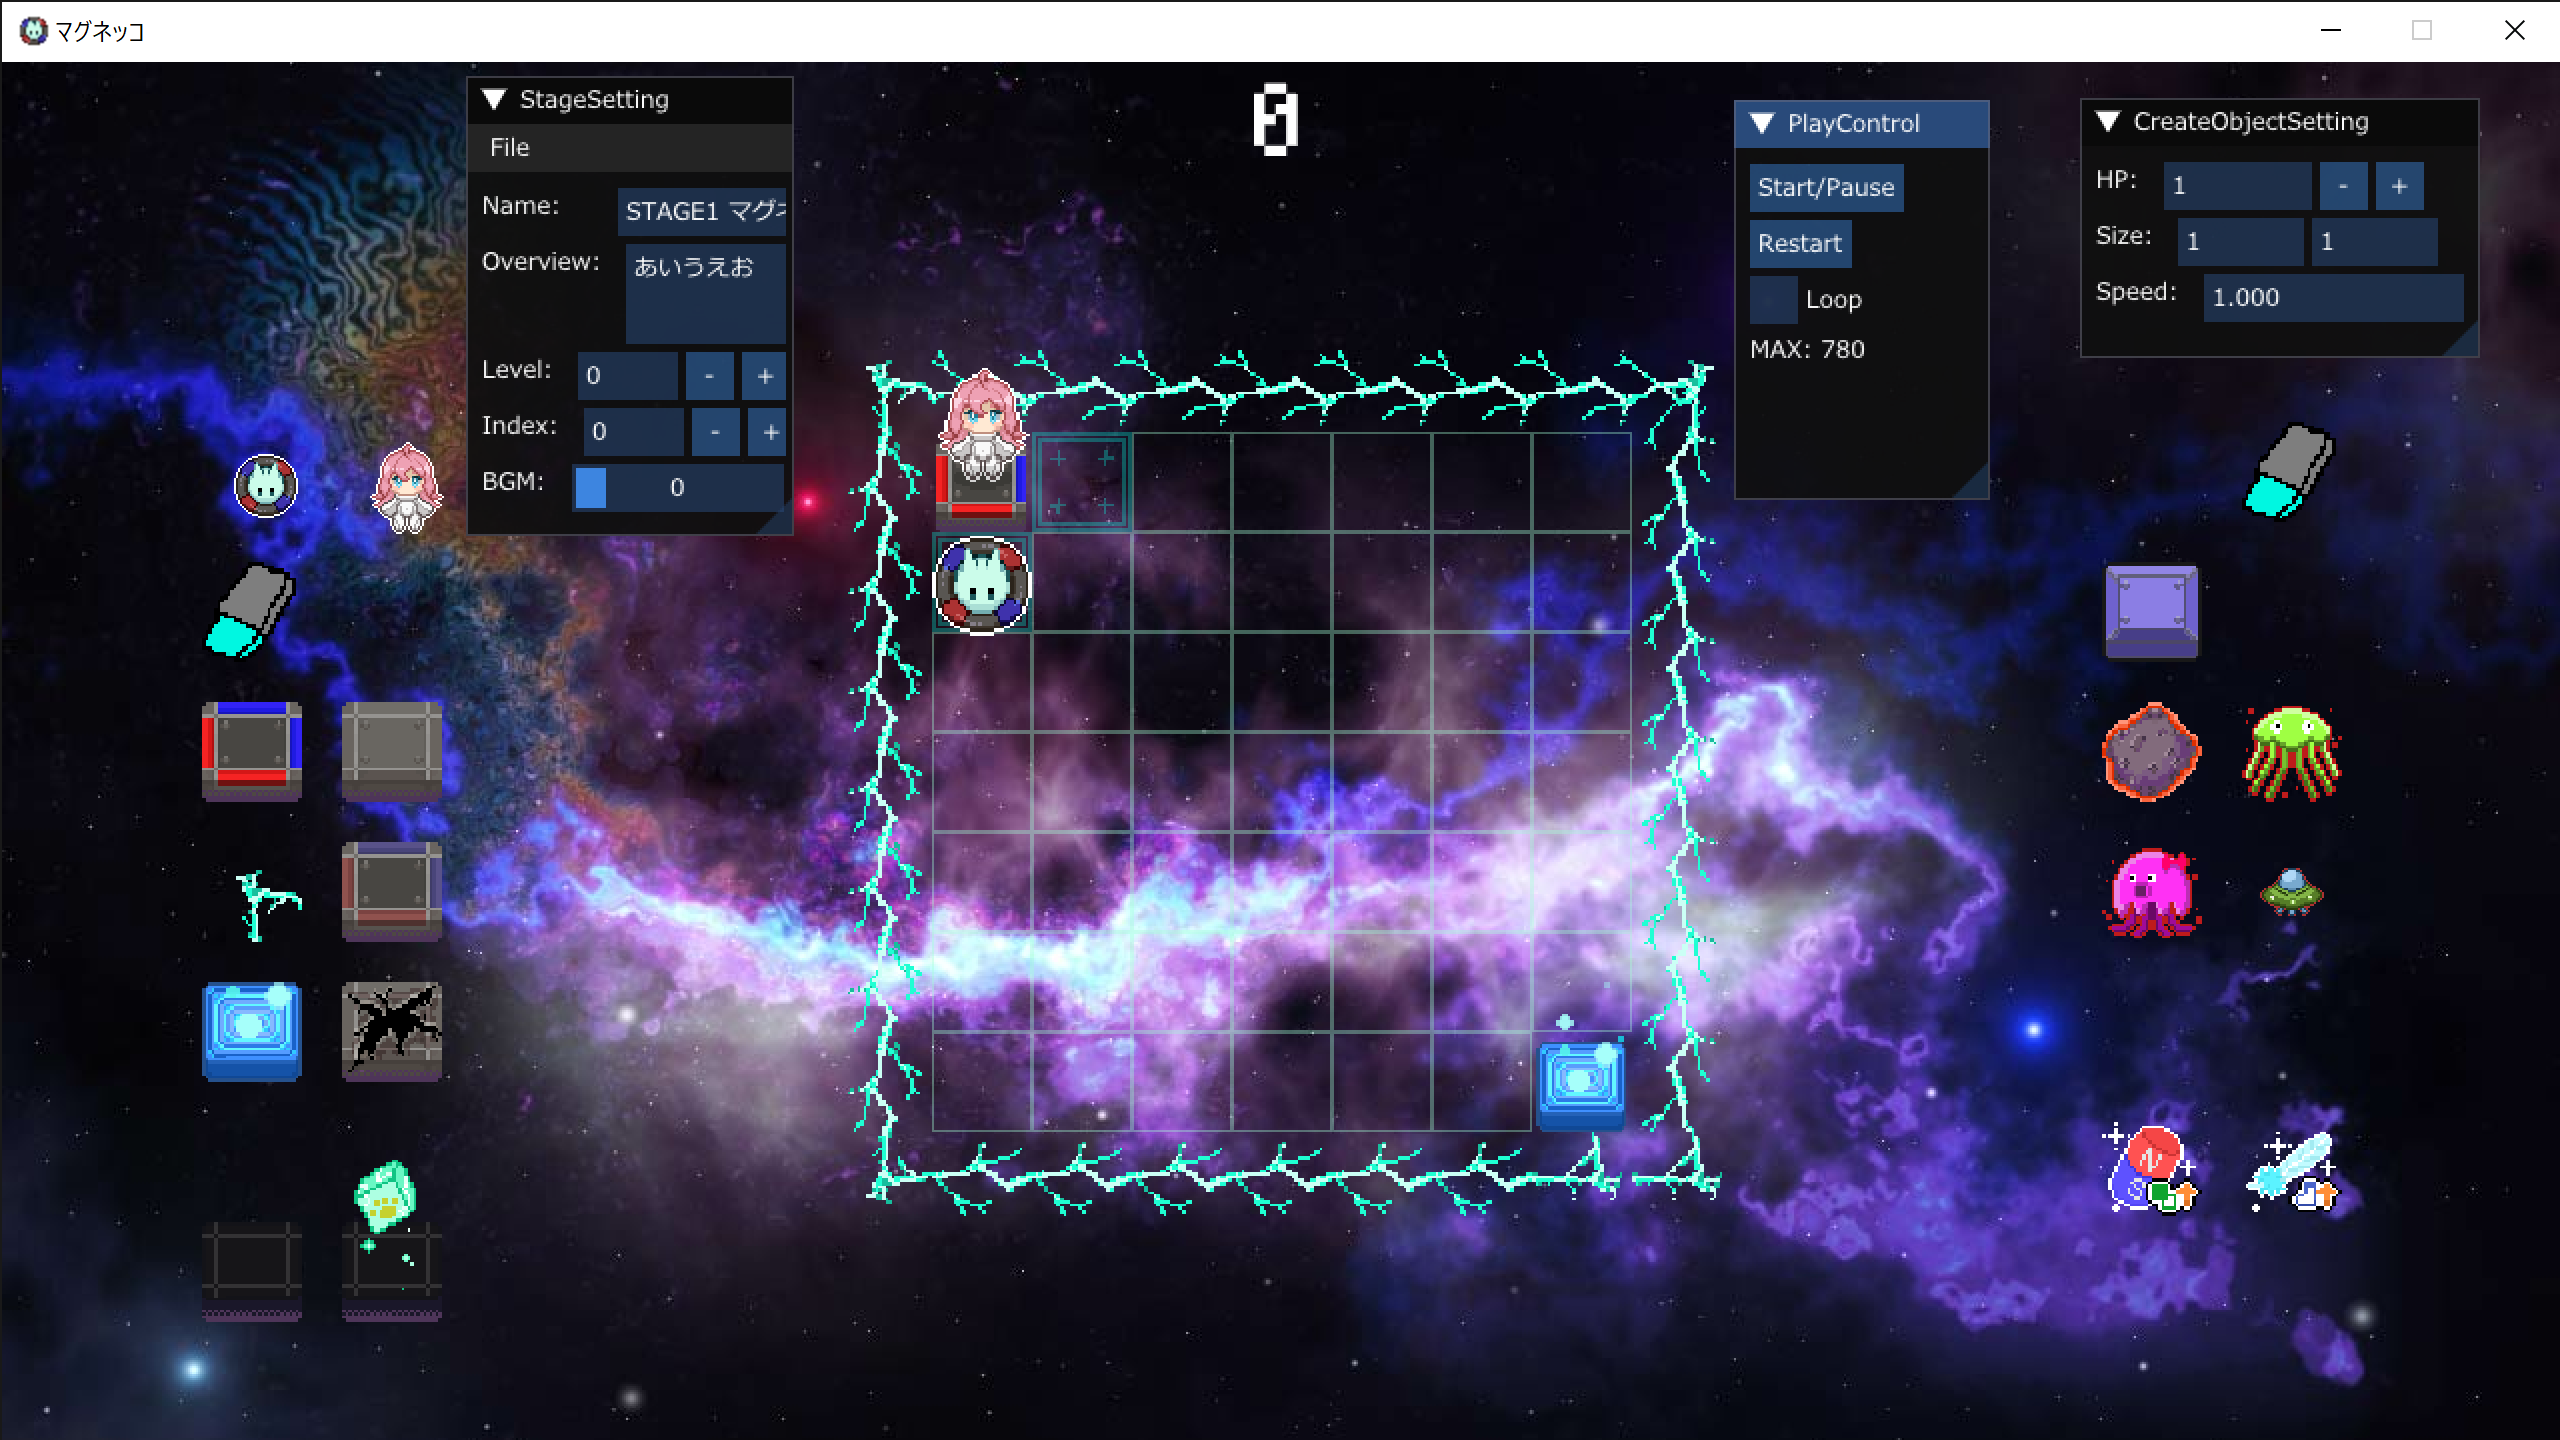 マグネッコ
StageSetting
File
Name: STAGE1 マグ
Overview: あいうえお
Level: 0 - +
Index: 0 - +
BGM: 0
PlayControl
Start/Pause
Restart
Loop
MAX: 780
CreateObjectSetting
HP: 1 - +
Size: 1 1
Speed: 1.000
N
S